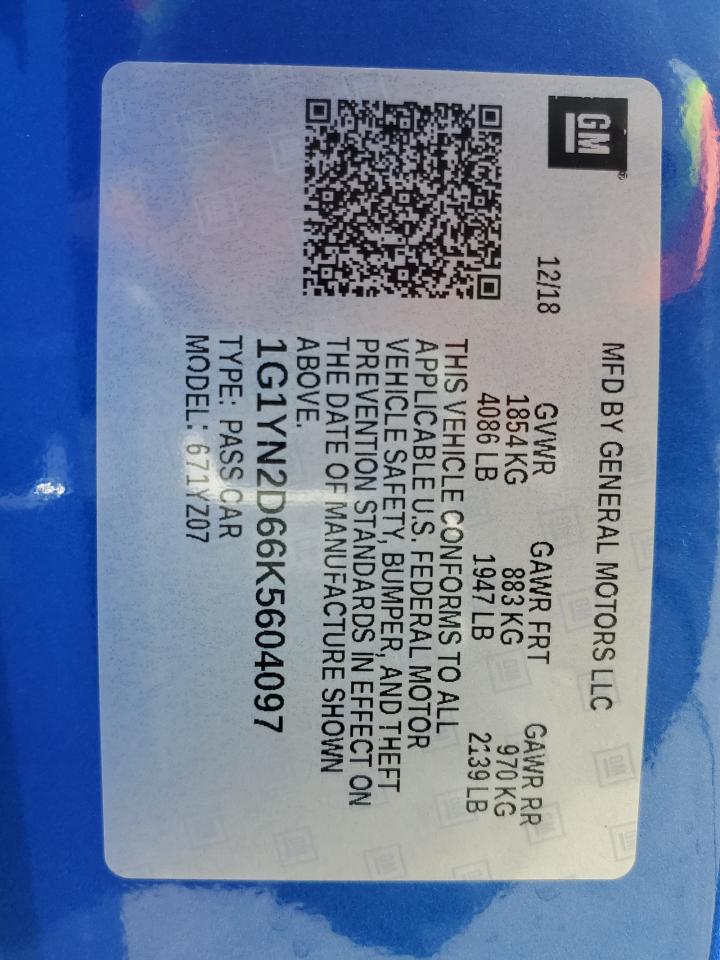 GM
MFD BY GENERAL MOTORS LLC
12/18 GVWR GAWR FRT GAWR RR
1854 KG 883 KG 970 KG
4086 LB 1947 LB 2139 LB
THIS VEHICLE CONFORMS TO ALL
APPLICABLE U.S. FEDERAL MOTOR
VEHICLE SAFETY, BUMPER, AND THEFT
PREVENTION STANDARDS IN EFFECT ON
THE DATE OF MANUFACTURE SHOWN
ABOVE.
1G1YN2D66K5604097
TYPE: PASS CAR
MODEL: 671YZ07